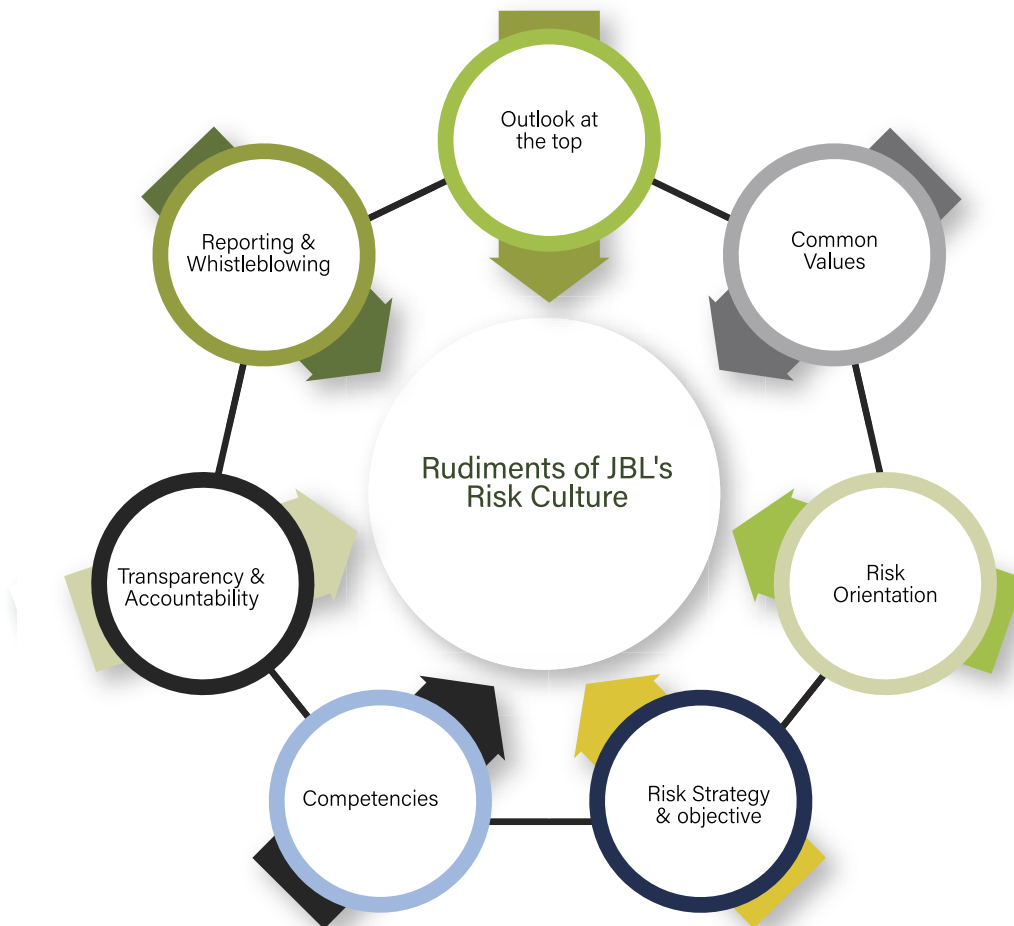 Outlook at
the top
Common
Values
Risk
Orientation
Risk Strategy
& objective
Competencies
Transparency &
Accountability
Reporting &
Whistleblowing
Rudiments of JBL's
Risk Culture